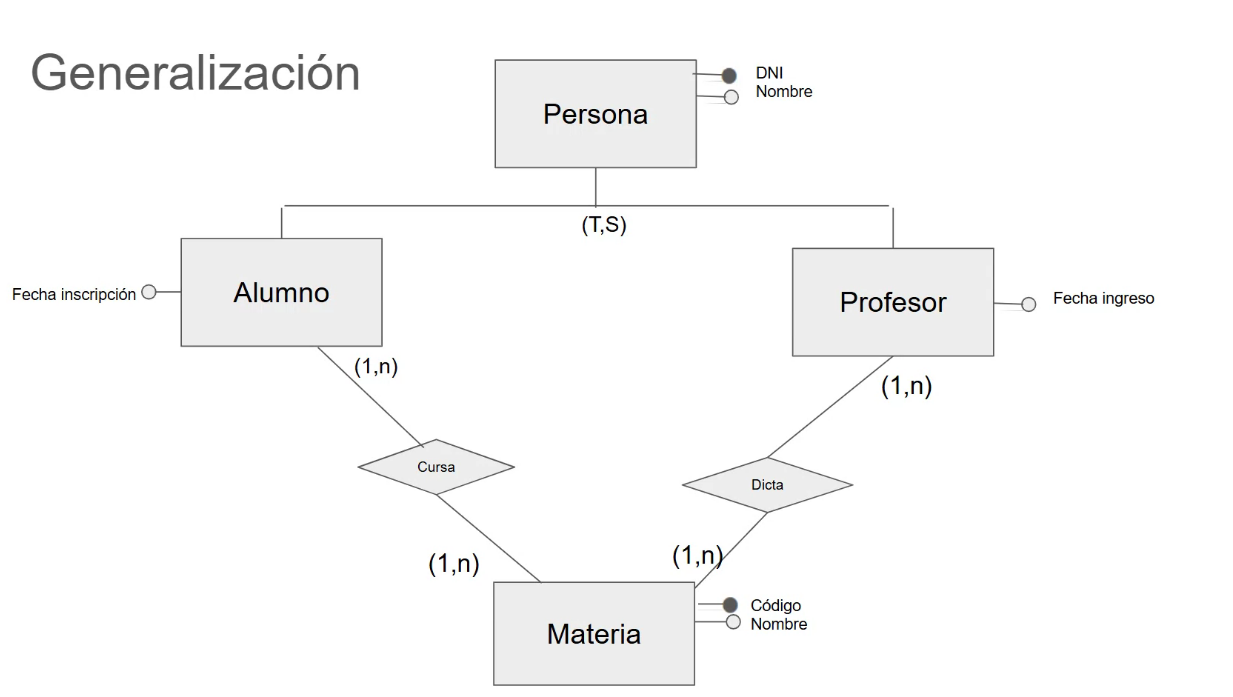 Generalización
DNI
Nombre
Persona
(T,S)
Alumno
Fecha inscripción
Profesor
Fecha ingreso
(1,n)
(1,n)
Cursa
Dicta
(1,n)
(1,n)
Código
Nombre
Materia